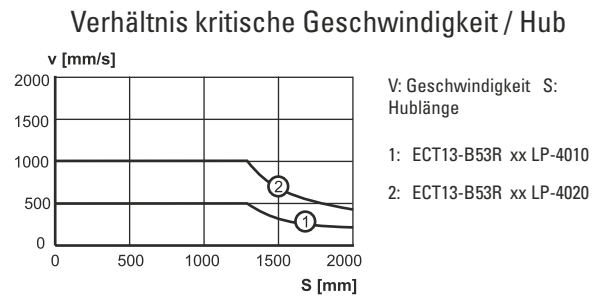 Verhältnis kritische Geschwindigkeit / Hub
v [mm/s]
2000
1500
1000
500
0
0 500 1000 1500 2000
S [mm]
2
1
V: Geschwindigkeit S:
Hublänge
1: ECT13-B53R xx LP-4010
2: ECT13-B53R xx LP-4020